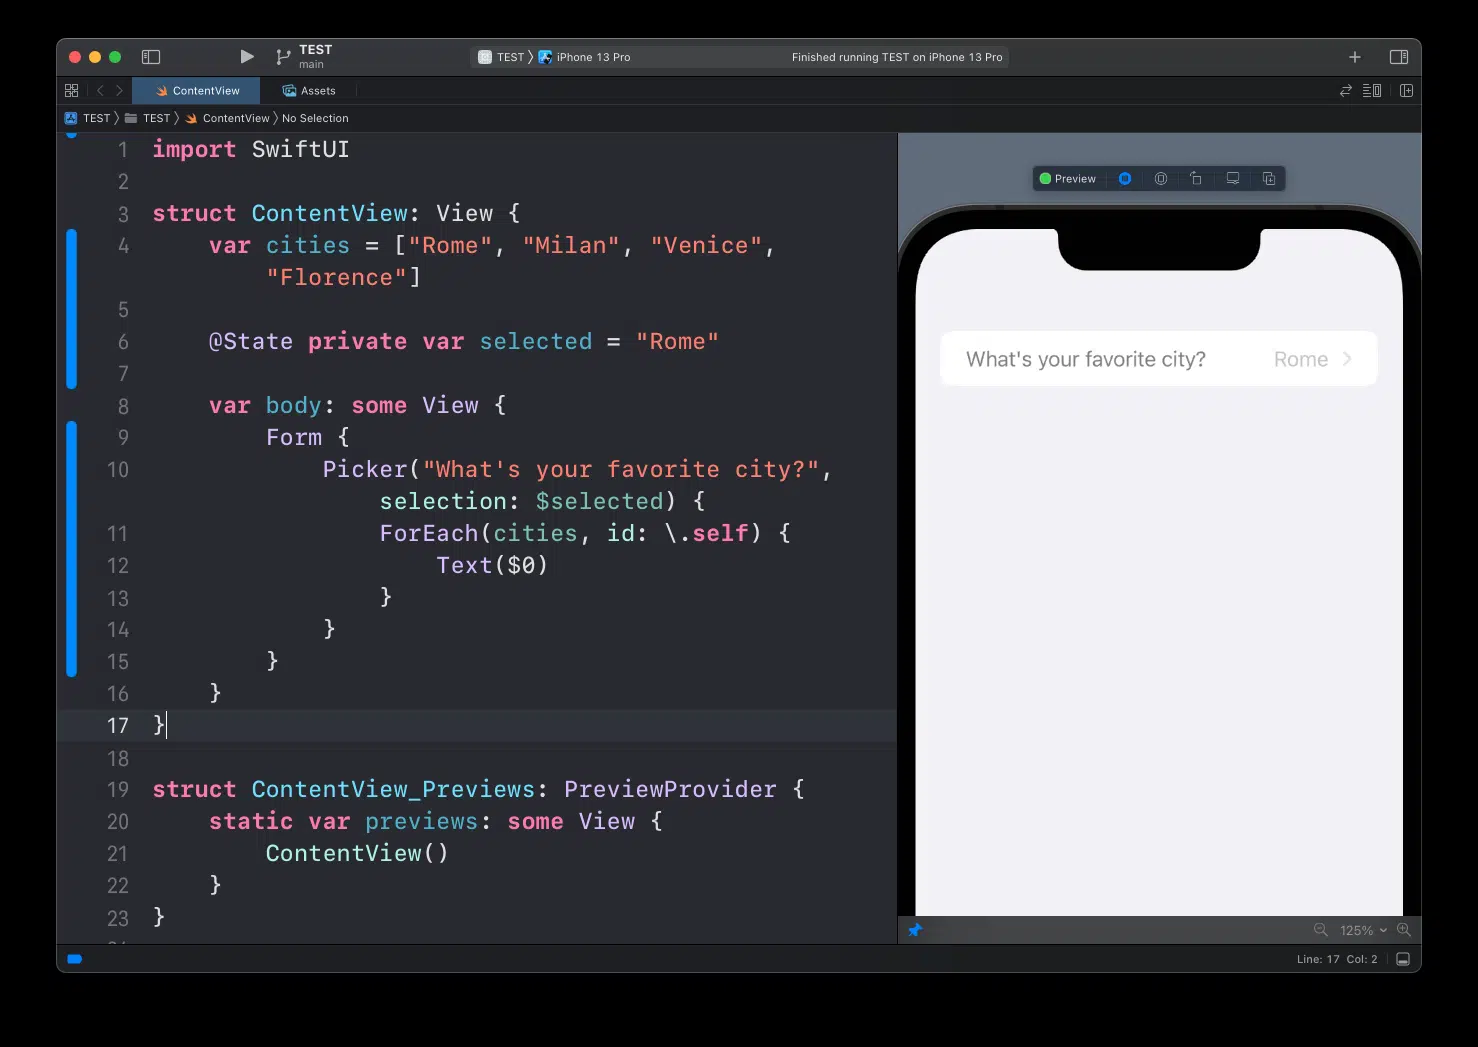 TEST
main
TEST 〉 iPhone 13 Pro
Finished running TEST on iPhone 13 Pro
ContentView
Assets
TEST 〉 TEST 〉 ContentView 〉 No Selection
1 import SwiftUI
2
3 struct ContentView: View {
4     var cities = ["Rome", "Milan", "Venice",
"Florence"]
5
6     @State private var selected = "Rome"
7
8     var body: some View {
9         Form {
10             Picker("What's your favorite city?",
selection: $selected) {
11                 ForEach(cities, id: \.self) {
12                     Text($0)
13                 }
14             }
15         }
16     }
17 }
18
19 struct ContentView_Previews: PreviewProvider {
20     static var previews: some View {
21         ContentView()
22     }
23 }
Preview
What's your favorite city? Rome
125%
Line: 17 Col: 2